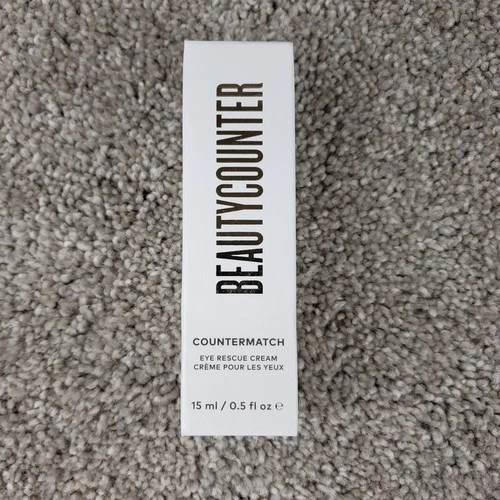 BEAUTYCOUNTER
COUNTERMATCH
EYE RESCUE CREAM
CRÈME POUR LES YEUX
15 ml / 0.5 fl oz ℮